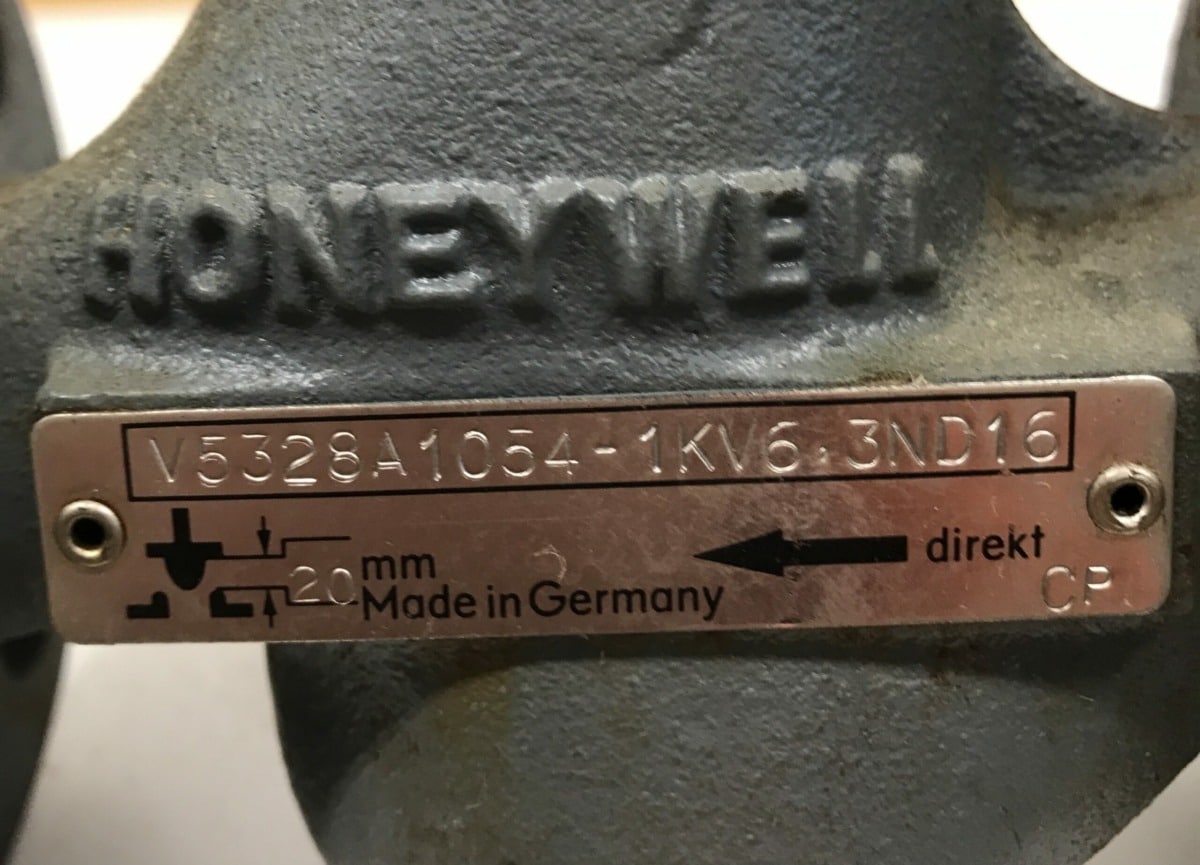 HONEYWELL
V5328A1054-1KV6.3ND16
direkt
20 mm
Made in Germany
CP